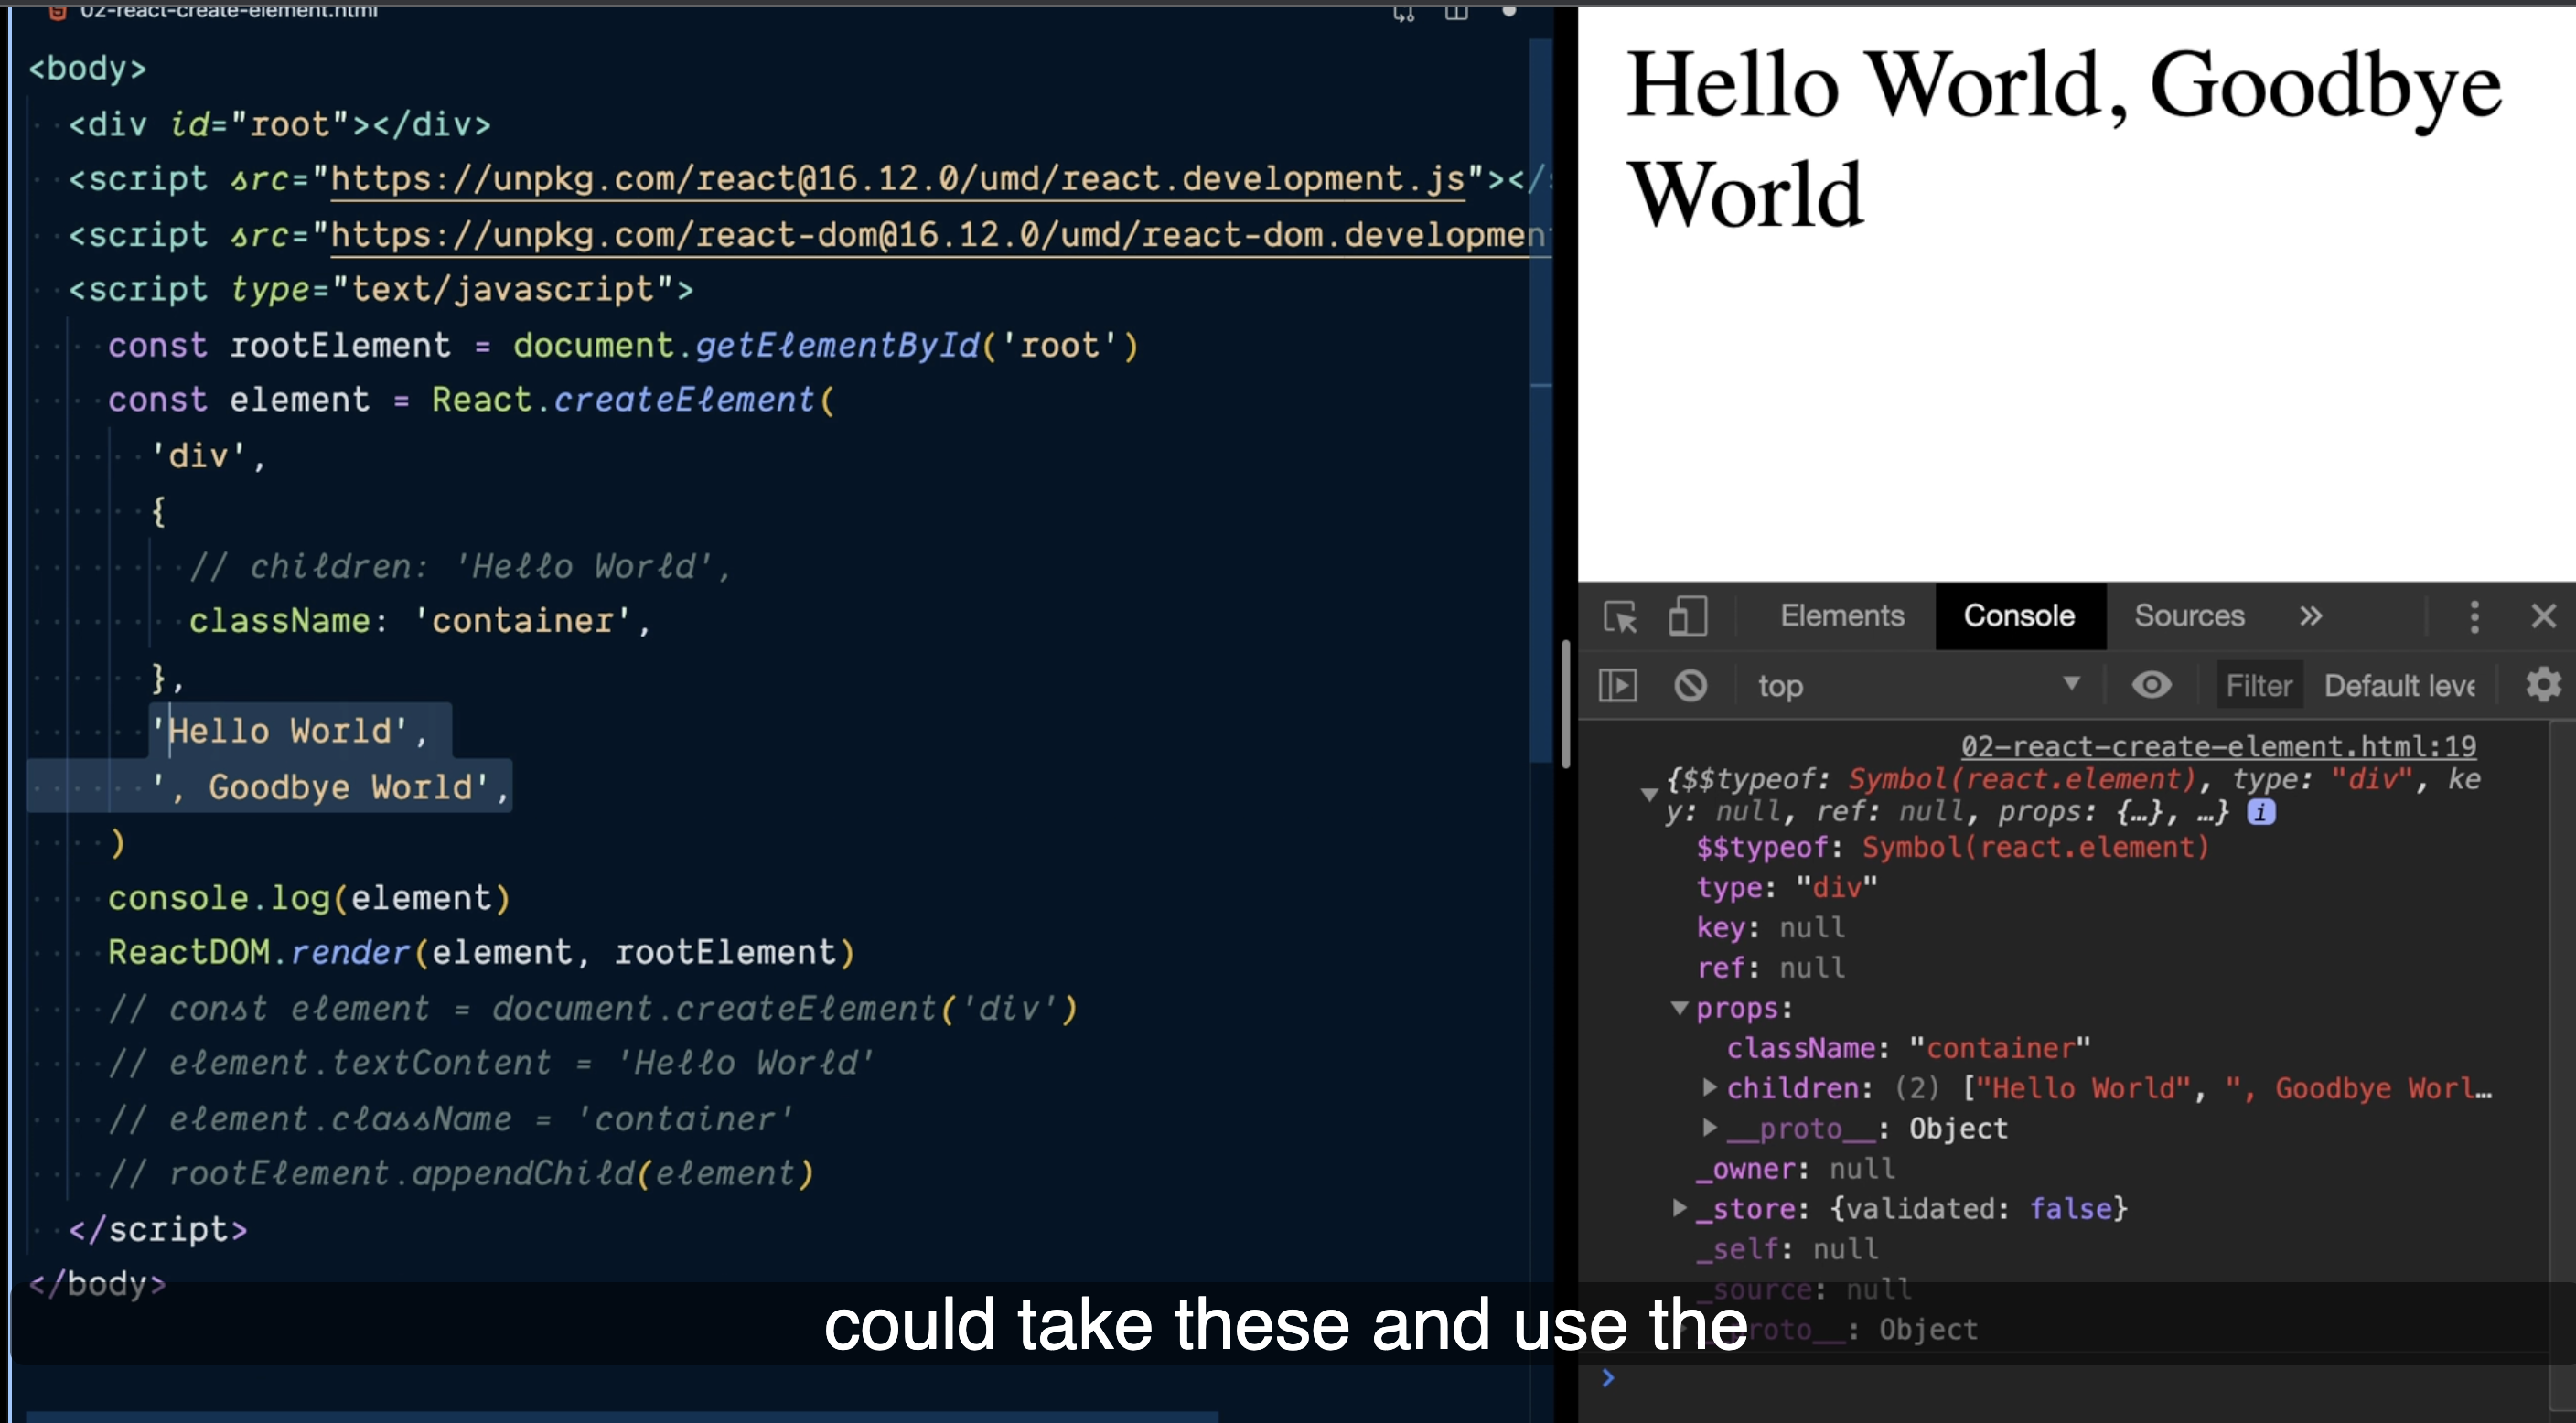 02-react-create-element.html
<body>
<div id="root"></div>
<script src="https://unpkg.com/react@16.12.0/umd/react.development.js"></
<script src="https://unpkg.com/react-dom@16.12.0/umd/react-dom.developmen
<script type="text/javascript">
const rootElement = document.getElementById('root')
const element = React.createElement(
'div',
{
// children: 'Hello World',
className: 'container',
},
'Hello World',
', Goodbye World',
)
console.log(element)
ReactDOM.render(element, rootElement)
// const element = document.createElement('div')
// element.textContent = 'Hello World'
// element.className = 'container'
// rootElement.appendChild(element)
</script>
</body>
Hello World, Goodbye
World
Elements Console Sources »
top Filter Default leve
02-react-create-element.html:19
{$$typeof: Symbol(react.element), type: "div", ke
y: null, ref: null, props: {…}, …} i
$$typeof: Symbol(react.element)
type: "div"
key: null
ref: null
props:
className: "container"
children: (2) ["Hello World", ", Goodbye Worl…
__proto__: Object
_owner: null
_store: {validated: false}
_self: null
_source: null
proto__: Object
could take these and use the